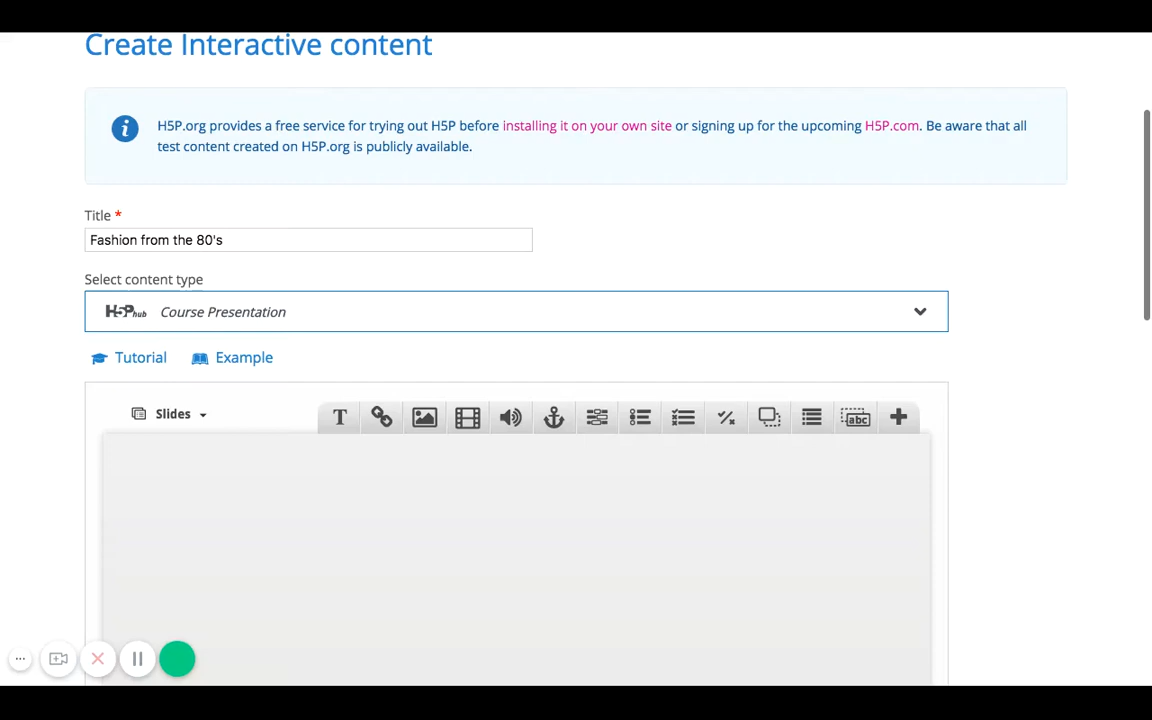 Create Interactive content
H5P.org provides a free service for trying out H5P before installing it on your own site or signing up for the upcoming H5P.com. Be aware that all
test content created on H5P.org is publicly available.
Title *
Fashion from the 80's
Select content type
H5Phub Course Presentation
Tutorial Example
Slides T abc